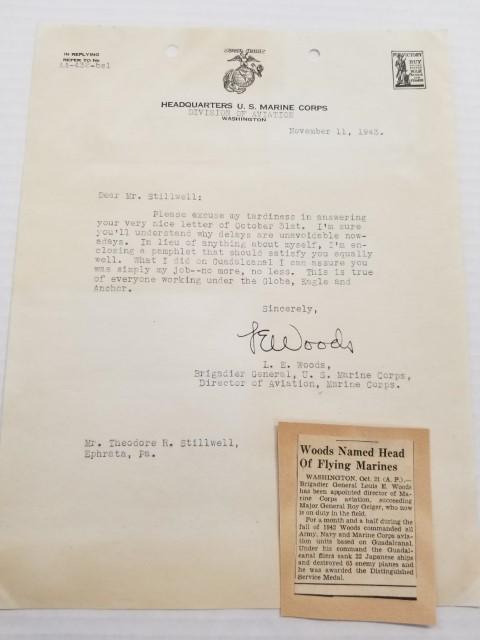 IN REPLYING
REFER TO No
FOR VICTORY
BUY
HEADQUARTERS U. S. MARINE CORPS
DIVISION OF AVIATION
WASHINGTON
November 11, 1943.
Dear Mr. Stillwell:
Please excuse my tardiness in answering
your very nice letter of October 31st. I'm sure
you'll understand why delays are unavoidable now-
adays. In lieu of anything about myself, I'm en-
closing a pamphlet that should satisfy you equally
well. What I did on Guadalcanal I can assure you
was simply my job--no more, no less. This is true
of everyone working under the Globe, Eagle and
Anchor.
Sincerely,
LEWoods
L. E. Woods,
Brigadier General, U. S. Marine Corps,
Director of Aviation, Marine Corps.
Mr. Theodore R. Stillwell,
Ephrata, Pa.
Woods Named Head
Of Flying Marines
WASHINGTON, Oct. 21 (A. P.).—
Brigadier General Louis E. Woods
has been appointed director of Ma-
rine Corps aviation, succeeding
Major General Roy Geiger, who now
is on duty in the field.
For a month and a half during the
fall of 1942 Woods commanded all
Army, Navy and Marine Corps avia-
tion units based on Guadalcanal.
Under his command the Guadal-
canal fliers sank 22 Japanese ships
and destroyed 65 enemy planes and
he was awarded the Distinguished
Service Medal.